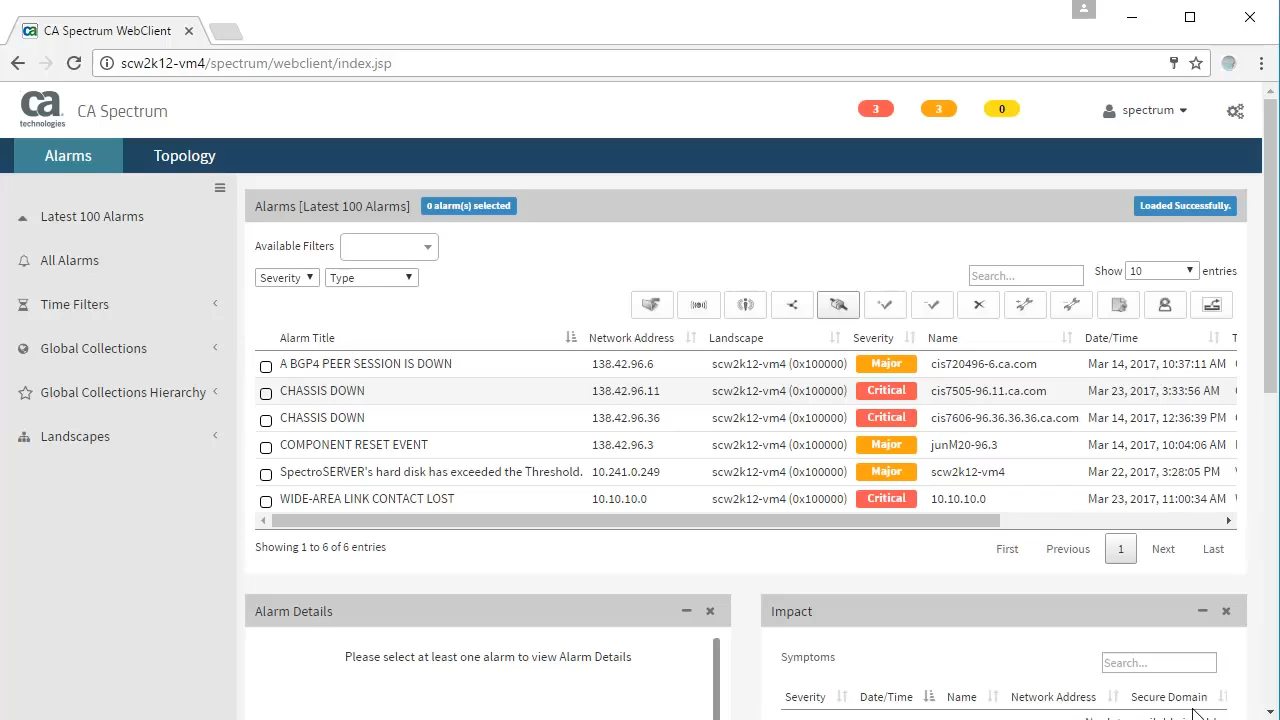 CA Spectrum WebClient
scw2k12-vm4/spectrum/webclient/index.jsp
ca technologies CA Spectrum 3 3 0 spectrum
Alarms Topology
Latest 100 Alarms
All Alarms
Time Filters
Global Collections
Global Collections Hierarchy
Landscapes
Alarms [Latest 100 Alarms] 0 alarm(s) selected Loaded Successfully.
Available Filters
Severity Type Search... Show 10 entries
Alarm Title Network Address Landscape Severity Name Date/Time T
A BGP4 PEER SESSION IS DOWN 138.42.96.6 scw2k12-vm4 (0x100000) Major cis720496-6.ca.com Mar 14, 2017, 10:37:11 AM
CHASSIS DOWN 138.42.96.11 scw2k12-vm4 (0x100000) Critical cis7505-96.11.ca.com Mar 23, 2017, 3:33:56 AM
CHASSIS DOWN 138.42.96.36 scw2k12-vm4 (0x100000) Critical cis7606-96.36.36.36.ca.com Mar 14, 2017, 12:36:39 PM
COMPONENT RESET EVENT 138.42.96.3 scw2k12-vm4 (0x100000) Major junM20-96.3 Mar 14, 2017, 10:04:06 AM
SpectroSERVER's hard disk has exceeded the Threshold. 10.241.0.249 scw2k12-vm4 (0x100000) Major scw2k12-vm4 Mar 22, 2017, 3:28:05 PM
WIDE-AREA LINK CONTACT LOST 10.10.10.0 scw2k12-vm4 (0x100000) Critical 10.10.10.0 Mar 23, 2017, 11:00:34 AM
Showing 1 to 6 of 6 entries First Previous 1 Next Last
Alarm Details
Please select at least one alarm to view Alarm Details
Impact
Symptoms
Search...
Severity Date/Time Name Network Address Secure Domain